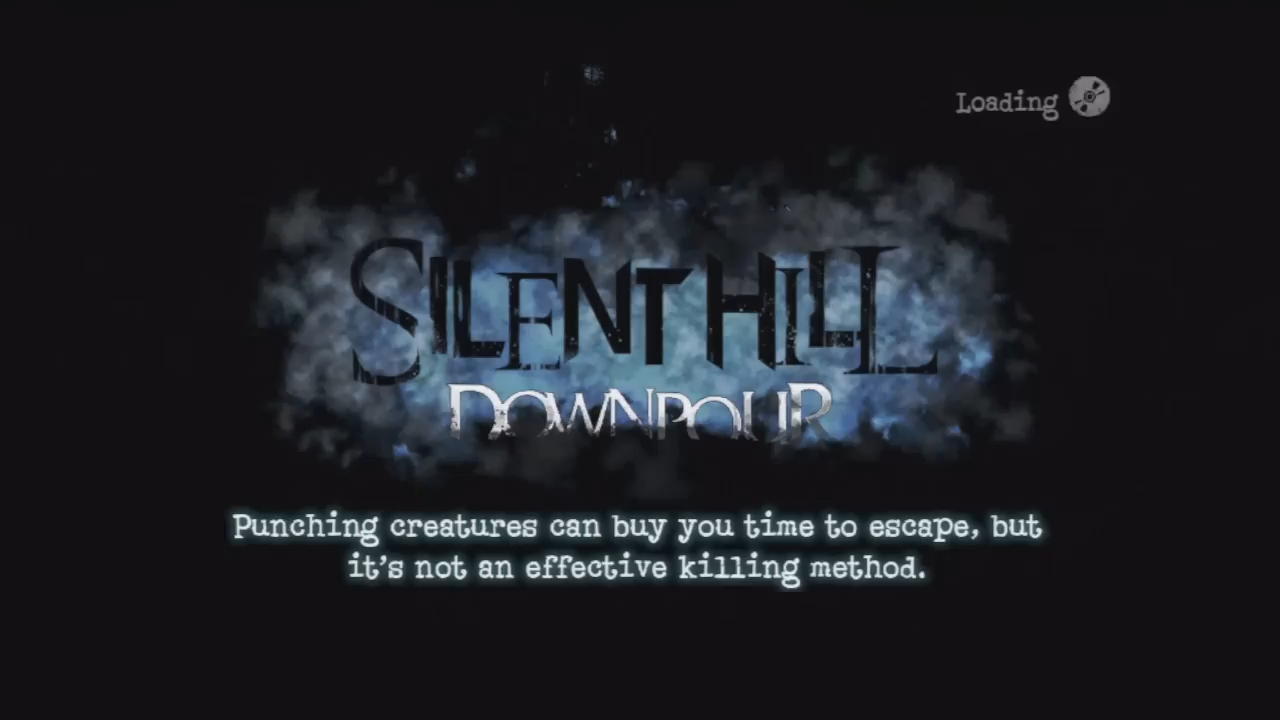 Loading
SILENT HILL
DOWNPOUR
Punching creatures can buy you time to escape, but
it's not an effective killing method.